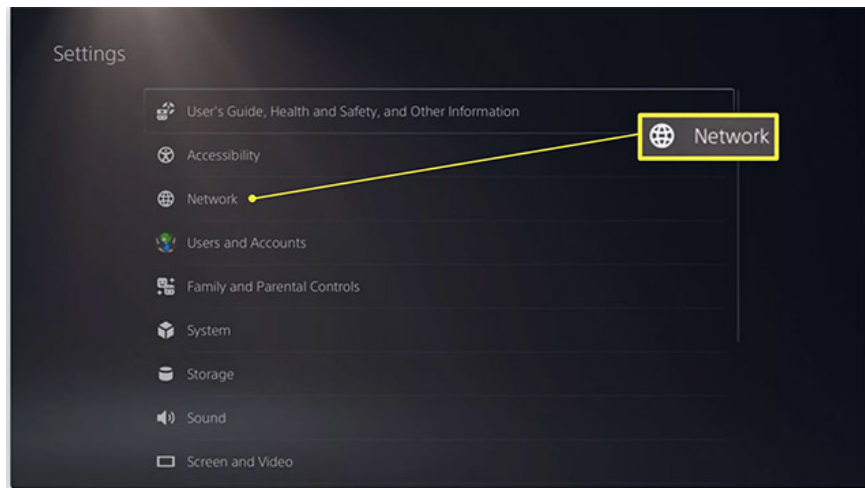 Settings
User's Guide, Health and Safety, and Other Information
Network
Accessibility
Network
Users and Accounts
Family and Parental Controls
System
Storage
Sound
Screen and Video